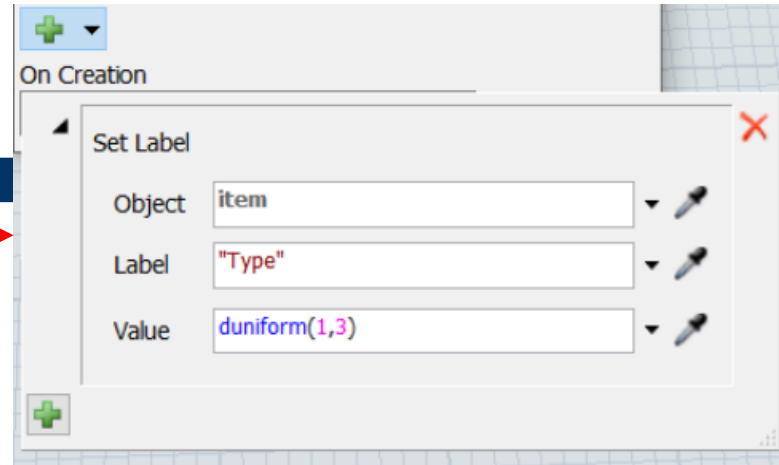 On Creation
Set Label
Object item
Label "Type"
Value duniform(1,3)